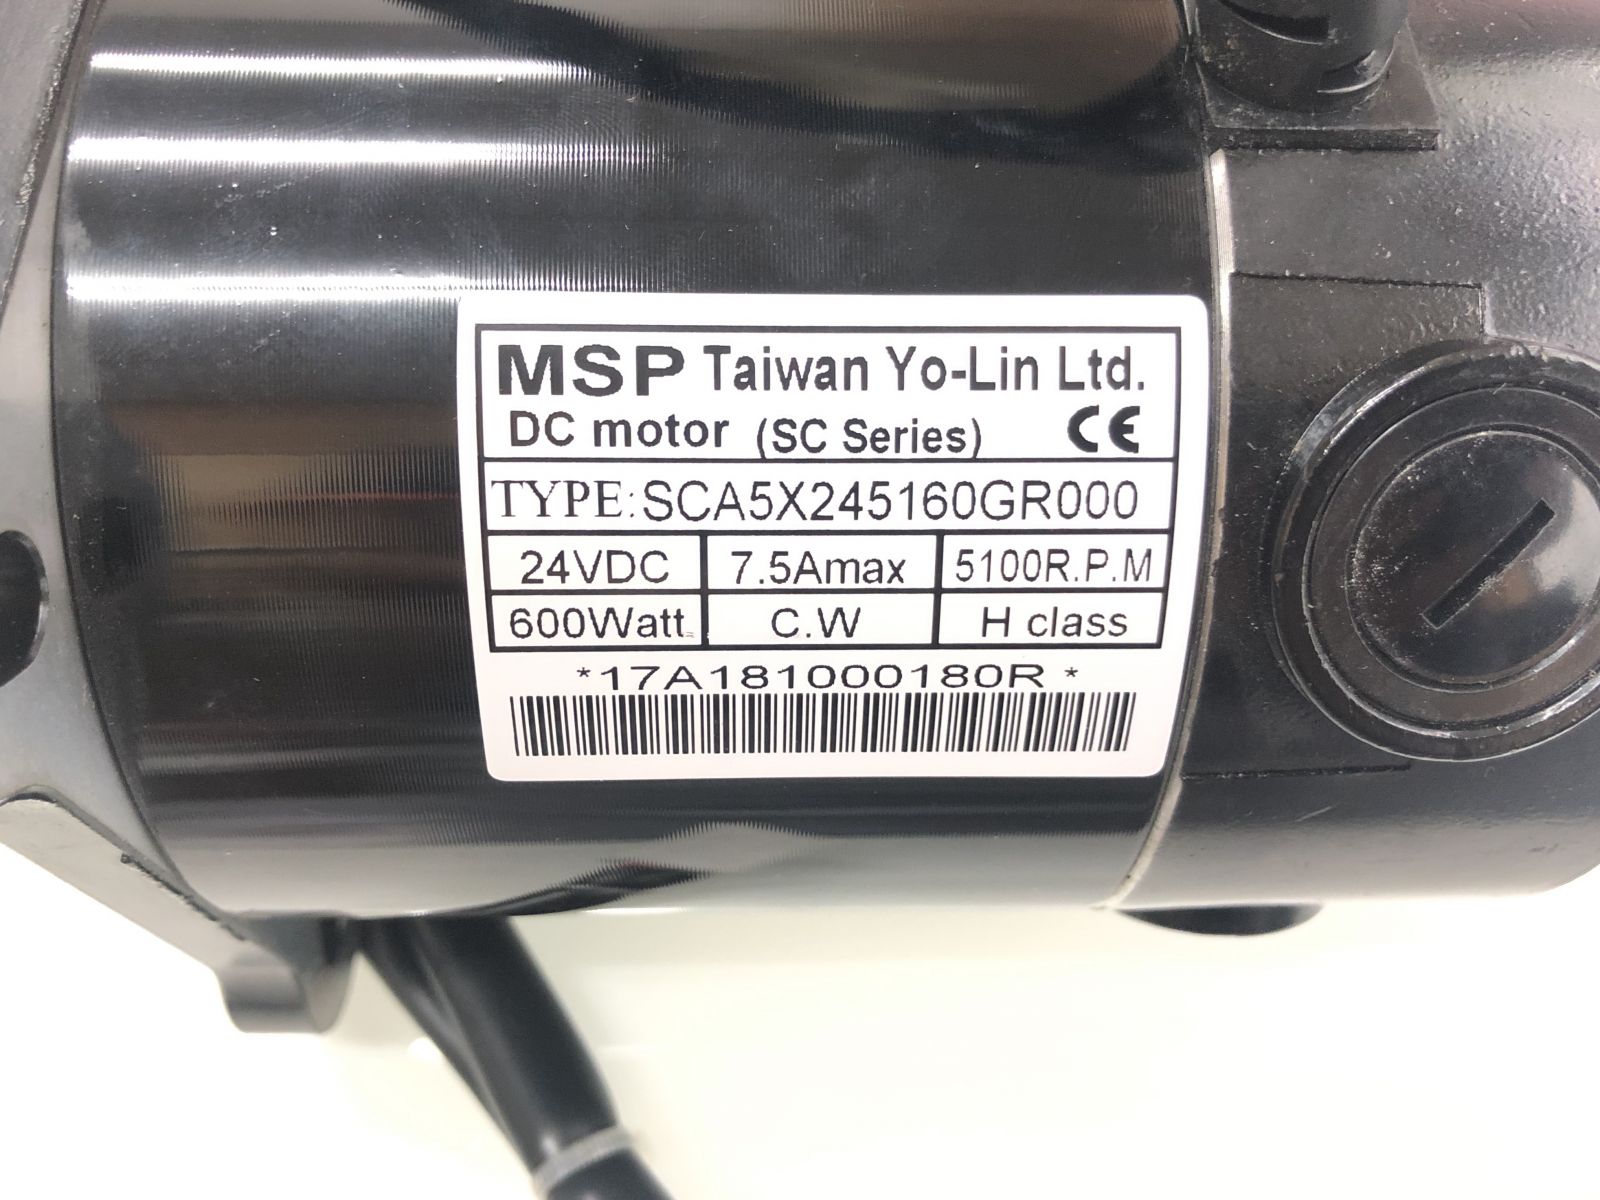 MSP Taiwan Yo-Lin Ltd.
DC motor (SC Series) CE
TYPE:SCA5X245160GR000
24VDC 7.5Amax 5100R.P.M
600Watt C.W H class
*17A181000180R*